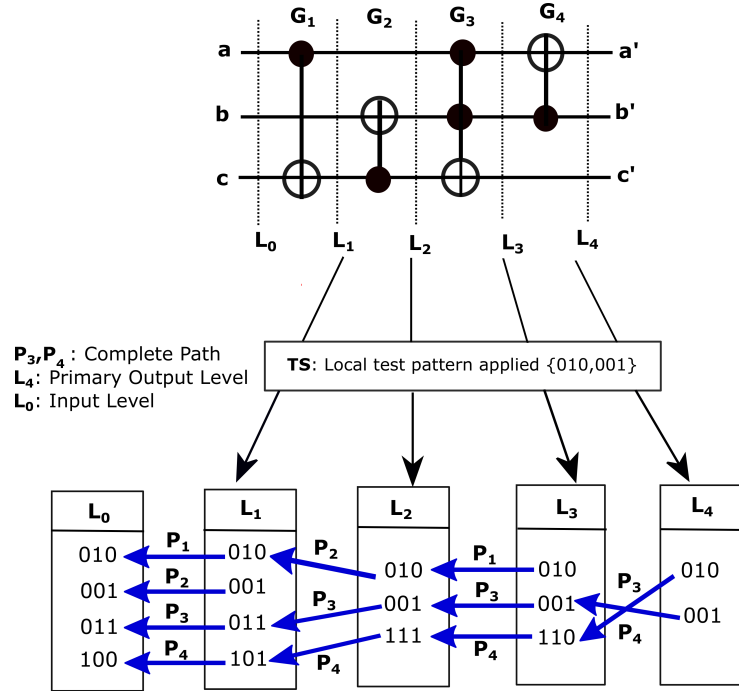 G₁ G₂ G₃ G₄
a a'
b b'
c c'
L₀ L₁ L₂ L₃ L₄
P₃,P₄ : Complete Path
TS: Local test pattern applied {010,001}
L₄: Primary Output Level
L₀: Input Level
L₀ L₁ L₂ L₃ L₄
P₁ P₂ P₁ P₃
010 010 010 010 010
P₂ P₃ P₃
001 001 001 001 001
P₃ P₄
011 011 111 110
P₄ P₄ P₄
100 101